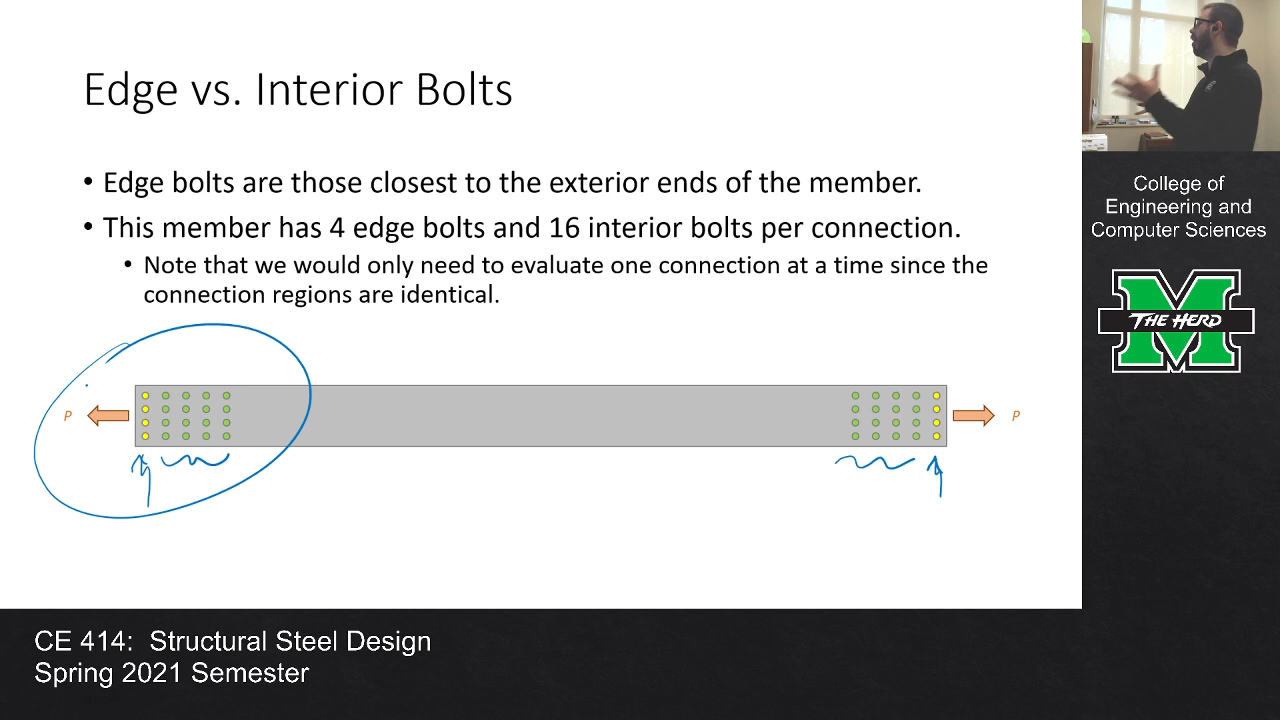 Edge vs. Interior Bolts
• Edge bolts are those closest to the exterior ends of the member.
• This member has 4 edge bolts and 16 interior bolts per connection.
• Note that we would only need to evaluate one connection at a time since the
connection regions are identical.
P
P
College of
Engineering and
Computer Sciences
THE HERD
CE 414: Structural Steel Design
Spring 2021 Semester